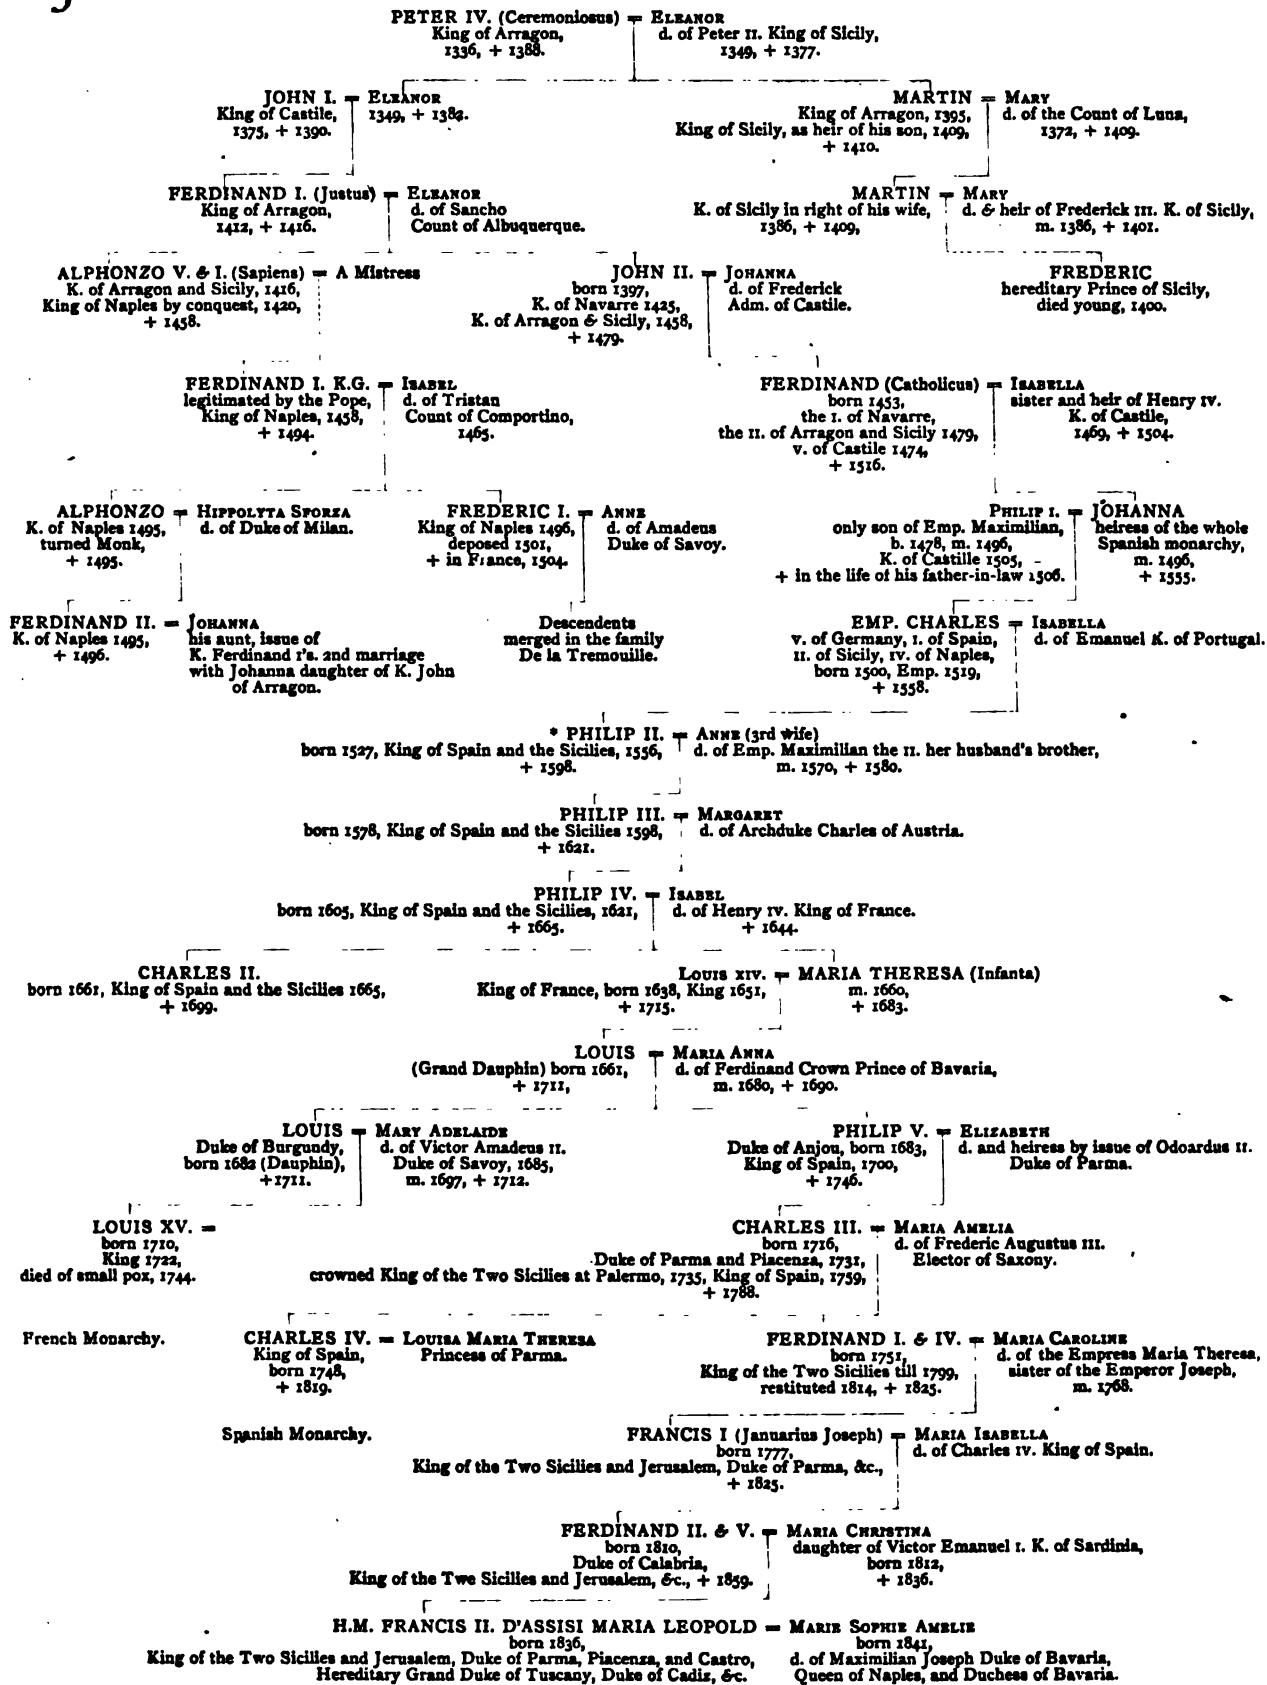 PETER IV. (Ceremoniosus) = ELEANOR
King of Arragon, d. of Peter II. King of Sicily,
1336, + 1388. 1349, + 1377.
JOHN I. = ELEANOR
King of Castile, 1349, + 1382.
1375, + 1390.
MARTIN = MARY
King of Arragon, 1395, d. of the Count of Luna,
King of Sicily, as heir of his son, 1409, 1372, + 1409.
+ 1410.
FERDINAND I. (Justus) = ELEANOR
King of Arragon, d. of Sancho
1412, + 1416. Count of Albuquerque.
MARTIN = MARY
K. of Sicily in right of his wife, d. & heir of Frederick III. K. of Sicily,
1386, + 1409, m. 1386, + 1401.
ALPHONZO V. & I. (Sapiens) = A Mistress
K. of Arragon and Sicily, 1416,
King of Naples by conquest, 1420,
+ 1458.
JOHN II. = JOHANNA
born 1397, d. of Frederick
K. of Navarre 1425, Adm. of Castile.
K. of Arragon & Sicily, 1458,
+ 1479.
FREDERIC
hereditary Prince of Sicily,
died young, 1400.
FERDINAND I. K.G. = ISABEL
legitimated by the Pope, d. of Tristan
King of Naples, 1458, Count of Comportino,
+ 1494. 1465.
FERDINAND (Catholicus) = ISABELLA
born 1453, sister and heir of Henry IV.
the I. of Navarre, K. of Castile,
the II. of Arragon and Sicily 1479, 1469, + 1504.
V. of Castile 1474,
+ 1516.
ALPHONZO = HIPPOLYTA SFORZA
K. of Naples 1495, d. of Duke of Milan.
turned Monk,
+ 1495.
FREDERIC I. = ANNE
King of Naples 1496, d. of Amadeus
deposed 1501, Duke of Savoy.
+ in France, 1504.
PHILIP I. = JOHANNA
only son of Emp. Maximilian, heiress of the whole
b. 1478, m. 1496, Spanish monarchy,
K. of Castille 1505, m. 1496,
+ in the life of his father-in-law 1506. + 1555.
FERDINAND II. = JOHANNA
K. of Naples 1495, his aunt, issue of
+ 1496. K. Ferdinand I's. 2nd marriage
with Johanna daughter of K. John
of Arragon.
Descendents
merged in the family
De la Tremouille.
EMP. CHARLES = ISABELLA
V. of Germany, I. of Spain, d. of Emanuel K. of Portugal.
II. of Sicily, IV. of Naples,
born 1500, Emp. 1519,
+ 1558.
* PHILIP II. = ANNE (3rd wife)
born 1527, King of Spain and the Sicilies, 1556, d. of Emp. Maximilian the II. her husband's brother,
+ 1598. m. 1570, + 1580.
PHILIP III. = MARGARET
born 1578, King of Spain and the Sicilies 1598, d. of Archduke Charles of Austria.
+ 1621.
PHILIP IV. = ISABEL
born 1605, King of Spain and the Sicilies, 1621, d. of Henry IV. King of France.
+ 1665. + 1644.
CHARLES II.
born 1661, King of Spain and the Sicilies 1665,
+ 1699.
LOUIS XIV. = MARIA THERESA (Infanta)
King of France, born 1638, King 1651, m. 1660,
+ 1715. + 1683.
LOUIS = MARIA ANNA
(Grand Dauphin) born 1661, d. of Ferdinand Crown Prince of Bavaria,
+ 1711, m. 1680, + 1690.
LOUIS = MARY ADELAIDE
Duke of Burgundy, d. of Victor Amadeus II.
born 1682 (Dauphin), Duke of Savoy, 1685,
+1711. m. 1697, + 1712.
PHILIP V. = ELIZABETH
Duke of Anjou, born 1683, d. and heiress by issue of Odoardus II.
King of Spain, 1700, Duke of Parma.
+ 1746.
LOUIS XV. =
born 1710,
King 1722,
died of small pox, 1744.
CHARLES III. = MARIA AMELIA
born 1716, d. of Frederic Augustus III.
Duke of Parma and Piacenza, 1731, Elector of Saxony.
crowned King of the Two Sicilies at Palermo, 1735, King of Spain, 1759,
+ 1788.
French Monarchy.
CHARLES IV. = LOUISA MARIA THERESA
King of Spain, Princess of Parma.
born 1748,
+ 1819.
FERDINAND I. & IV. = MARIA CAROLINE
born 1751, d. of the Empress Maria Theresa,
King of the Two Sicilies till 1799, sister of the Emperor Joseph,
restituted 1814, + 1825. m. 1768.
Spanish Monarchy.
FRANCIS I (Januarius Joseph) = MARIA ISABELLA
born 1777, d. of Charles IV. King of Spain.
King of the Two Sicilies and Jerusalem, Duke of Parma, &c.,
+ 1825.
FERDINAND II. & V. = MARIA CHRISTINA
born 1810, daughter of Victor Emanuel I. K. of Sardinia,
Duke of Calabria, born 1812,
King of the Twe Sicilies and Jerusalem, &c., + 1859. + 1836.
H.M. FRANCIS II. D'ASSISI MARIA LEOPOLD = MARIE SOPHIE AMELIE
born 1836, born 1841,
King of the Two Sicilies and Jerusalem, Duke of Parma, Piacenza, and Castro, d. of Maximilian Joseph Duke of Bavaria,
Hereditary Grand Duke of Tuscany, Duke of Cadiz, &c. Queen of Naples, and Duchess of Bavaria.